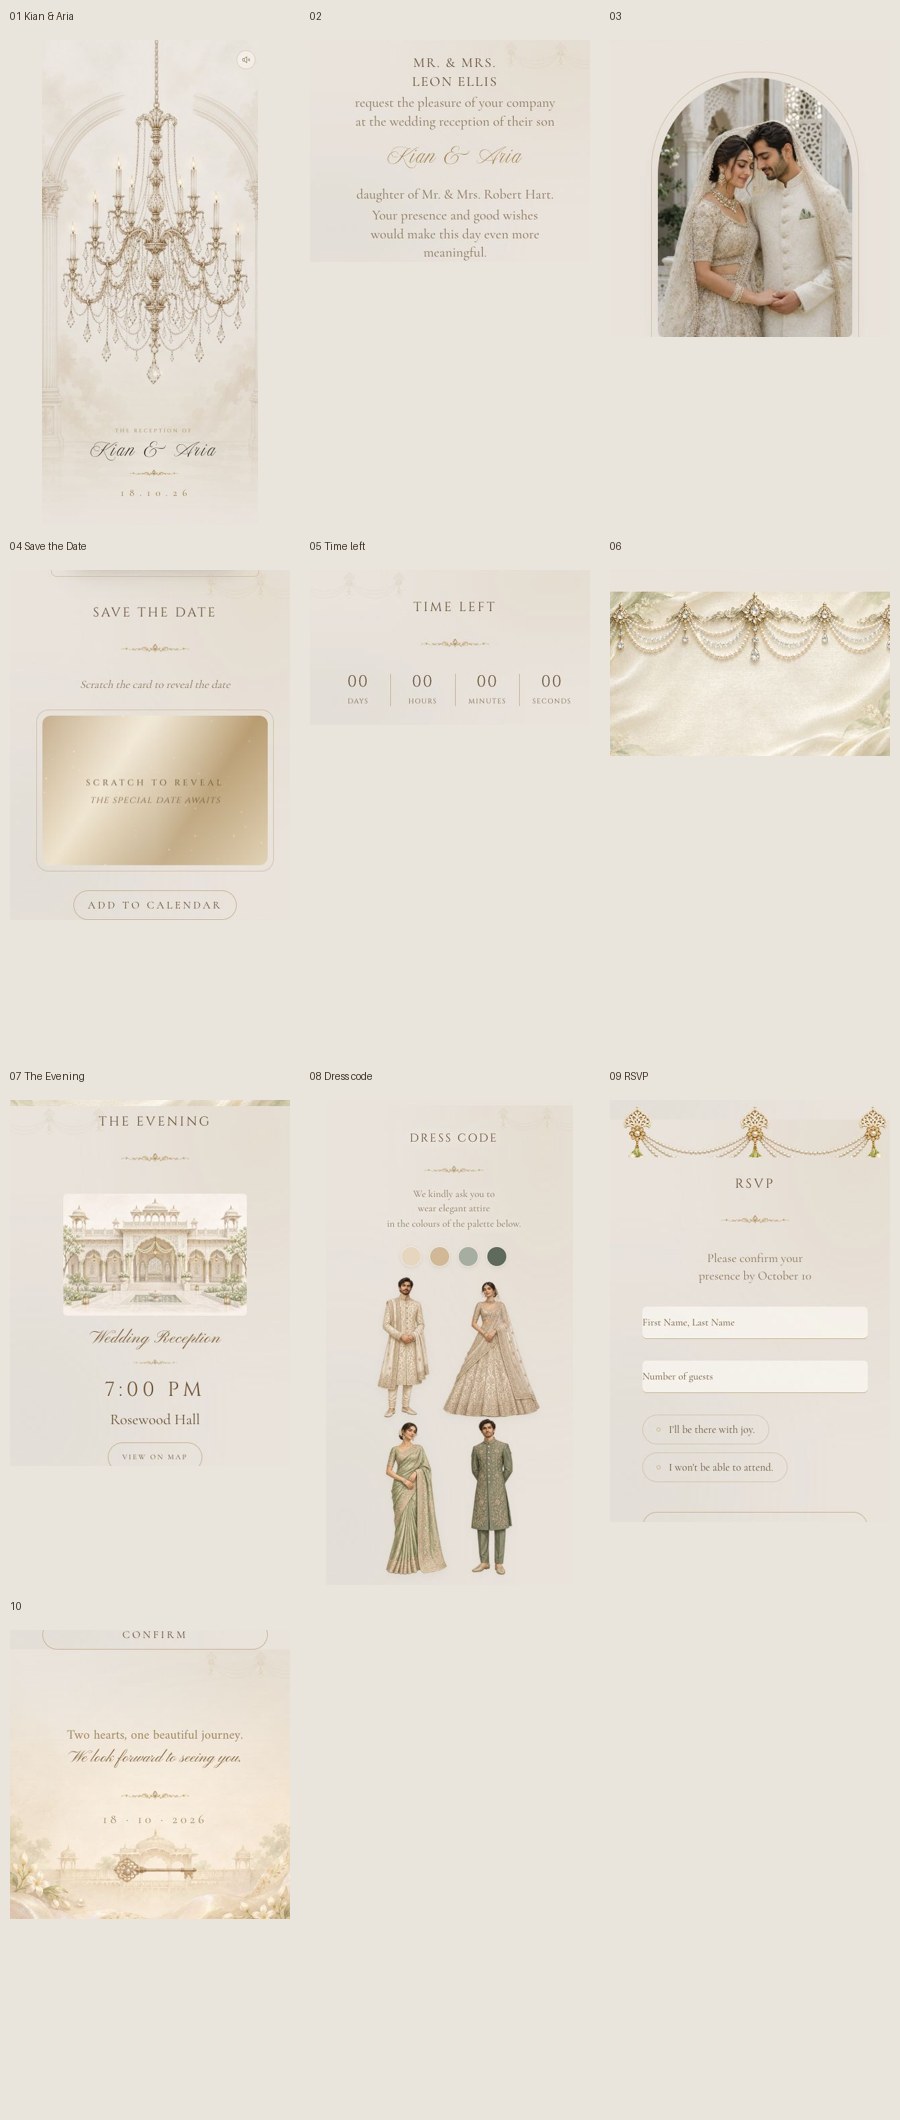 01 Kian & Aria
THE RECEPTION OF
Kian & Aria
18.10.26
02
MR. & MRS.
LEON ELLIS
request the pleasure of your company
at the wedding reception of their son
Kian & Aria
daughter of Mr. & Mrs. Robert Hart.
Your presence and good wishes
would make this day even more
meaningful.
03
04 Save the Date
SAVE THE DATE
Scratch the card to reveal the date
SCRATCH TO REVEAL
THE SPECIAL DATE AWAITS
ADD TO CALENDAR
05 Time left
TIME LEFT
00 00 00 00
DAYS HOURS MINUTES SECONDS
06
07 The Evening
THE EVENING
Wedding Reception
7:00 PM
Rosewood Hall
VIEW ON MAP
08 Dress code
DRESS CODE
We kindly ask you to
wear elegant attire
in the colours of the palette below.
09 RSVP
RSVP
Please confirm your
presence by October 10
First Name, Last Name
Number of guests
I'll be there with joy.
I won't be able to attend.
10
CONFIRM
Two hearts, one beautiful journey.
We look forward to seeing you.
18 · 10 · 2026